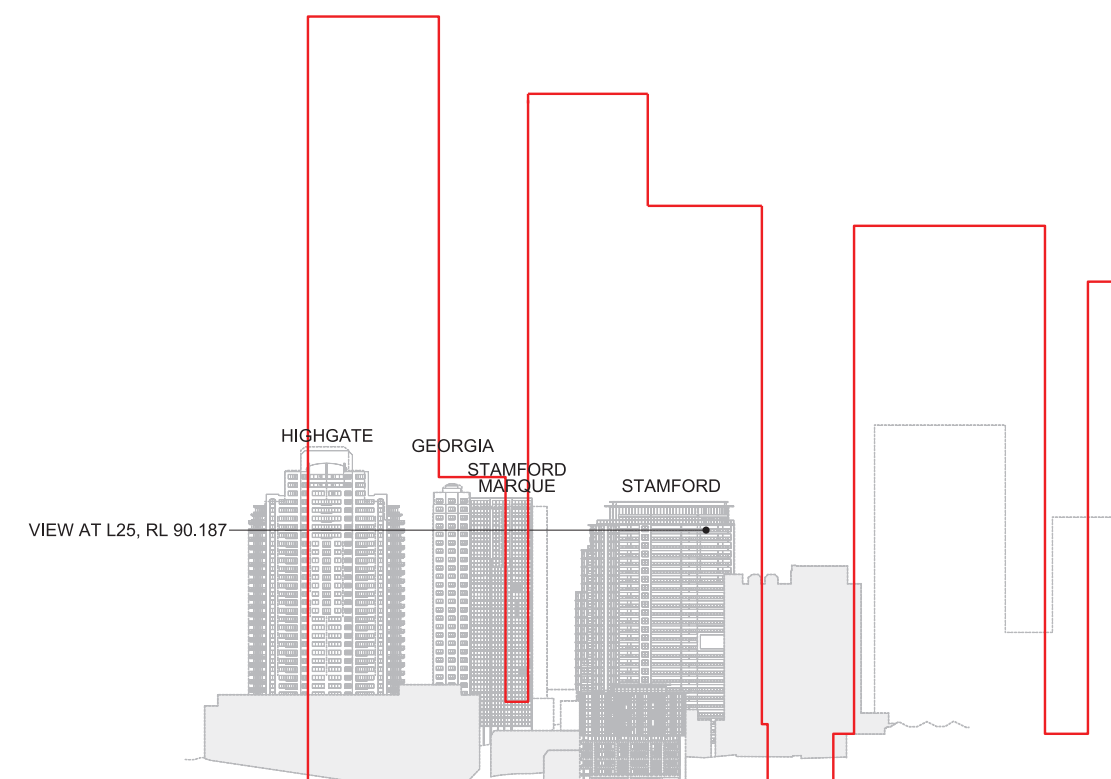 HIGHGATE
GEORGIA
STAMFORD
MARQUE
STAMFORD
VIEW AT L25, RL 90.187